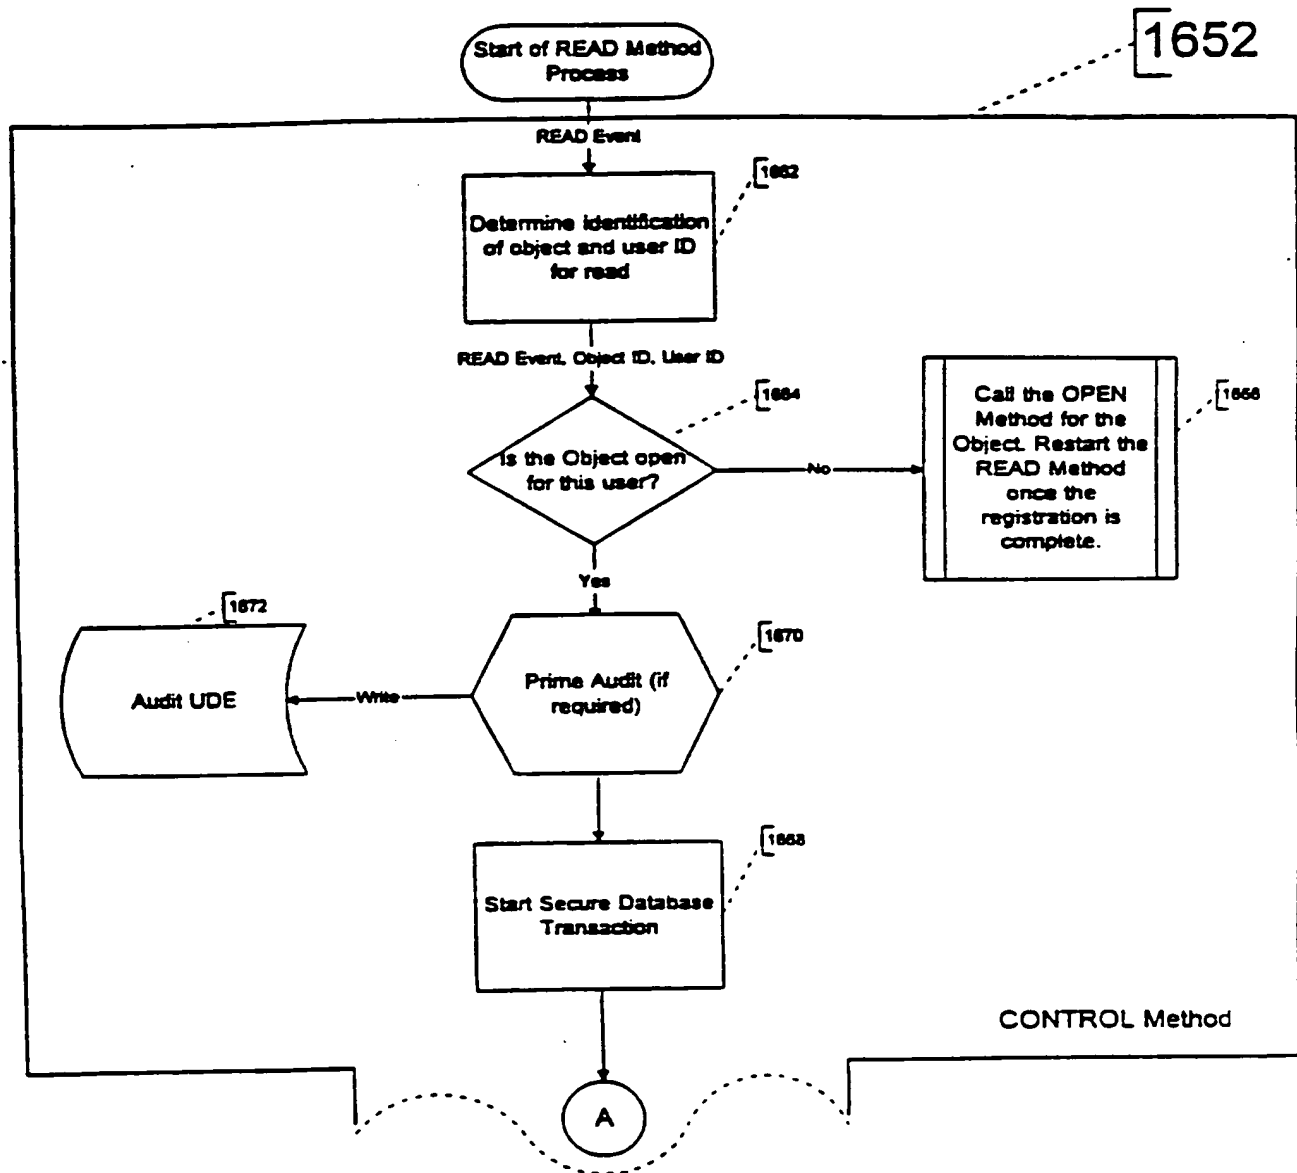 1652
Start of READ Method
Process
READ Event
1662
Determine identification
of object and user ID
for read
READ Event, Object ID, User ID
1664
Is the Object open
for this user?
No
Call the OPEN
Method for the
Object. Restart the
READ Method
once the
registration is
complete.
Yes
1672
Audit UDE
Write
Prime Audit (if
required)
1670
Start Secure Database
Transaction
CONTROL Method
A